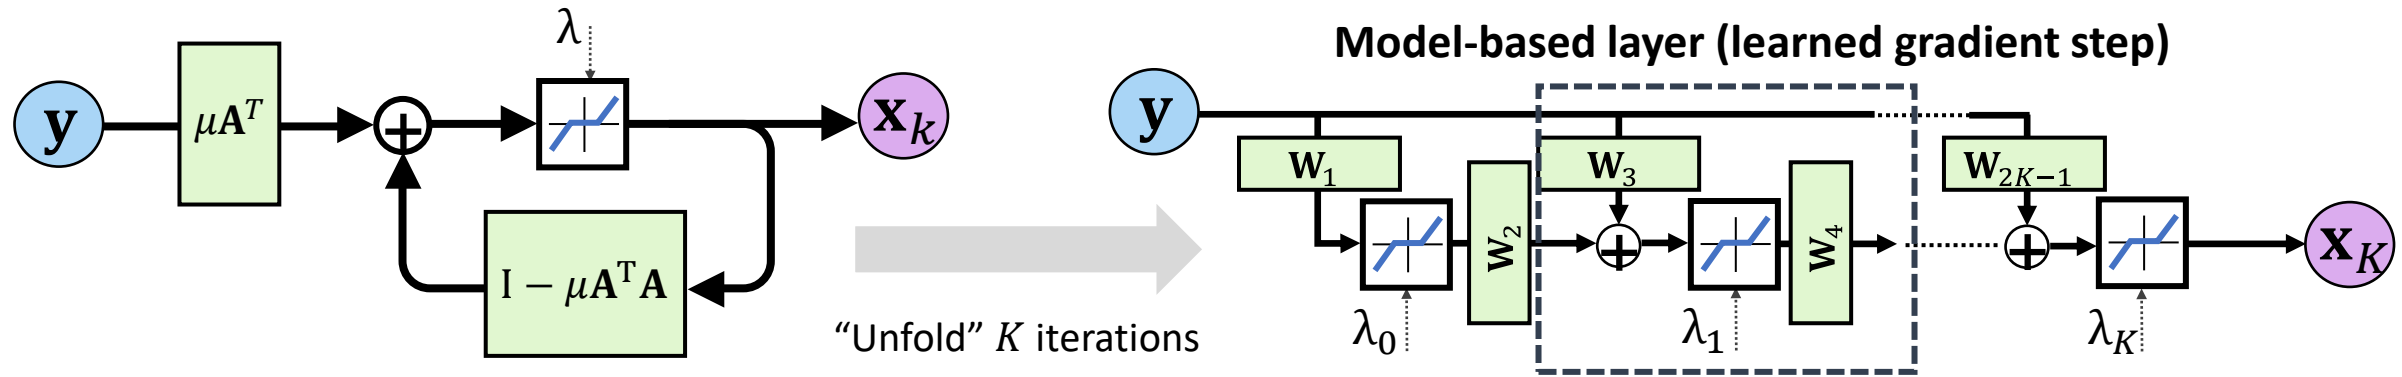 λ
y
μA^T
+
x_k
I − μA^T A
"Unfold" K iterations
Model-based layer (learned gradient step)
y
W_1
W_3
W_{2K−1}
W_2
+
W_4
+
x_K
λ_0
λ_1
λ_K